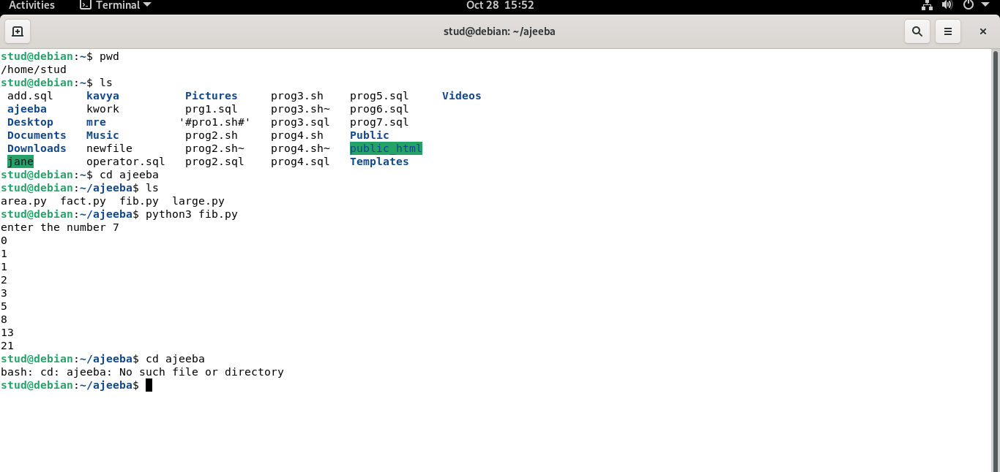 Activities Terminal Oct 28 15:52
stud@debian: ~/ajeeba
stud@debian:~$ pwd
/home/stud
stud@debian:~$ ls
 add.sql     kavya          Pictures     prog3.sh    prog5.sql     Videos
 ajeeba      kwork          prg1.sql     prog3.sh~   prog6.sql
 Desktop     mre           '#pro1.sh#'   prog3.sql   prog7.sql
 Documents   Music          prog2.sh     prog4.sh    Public
 Downloads   newfile        prog2.sh~    prog4.sh~   public_html
 jane        operator.sql   prog2.sql    prog4.sql   Templates
stud@debian:~$ cd ajeeba
stud@debian:~/ajeeba$ ls
area.py  fact.py  fib.py  large.py
stud@debian:~/ajeeba$ python3 fib.py
enter the number 7
0
1
1
2
3
5
8
13
21
stud@debian:~/ajeeba$ cd ajeeba
bash: cd: ajeeba: No such file or directory
stud@debian:~/ajeeba$